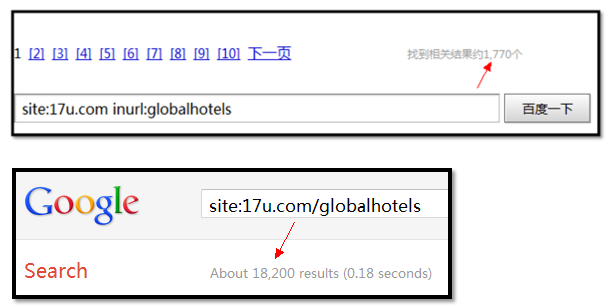 1 [2] [3] [4] [5] [6] [7] [8] [9] [10] 下一页 找到相关结果约1,770个
site:17u.com inurl:globalhotels 百度一下
Google site:17u.com/globalhotels
Search About 18,200 results (0.18 seconds)